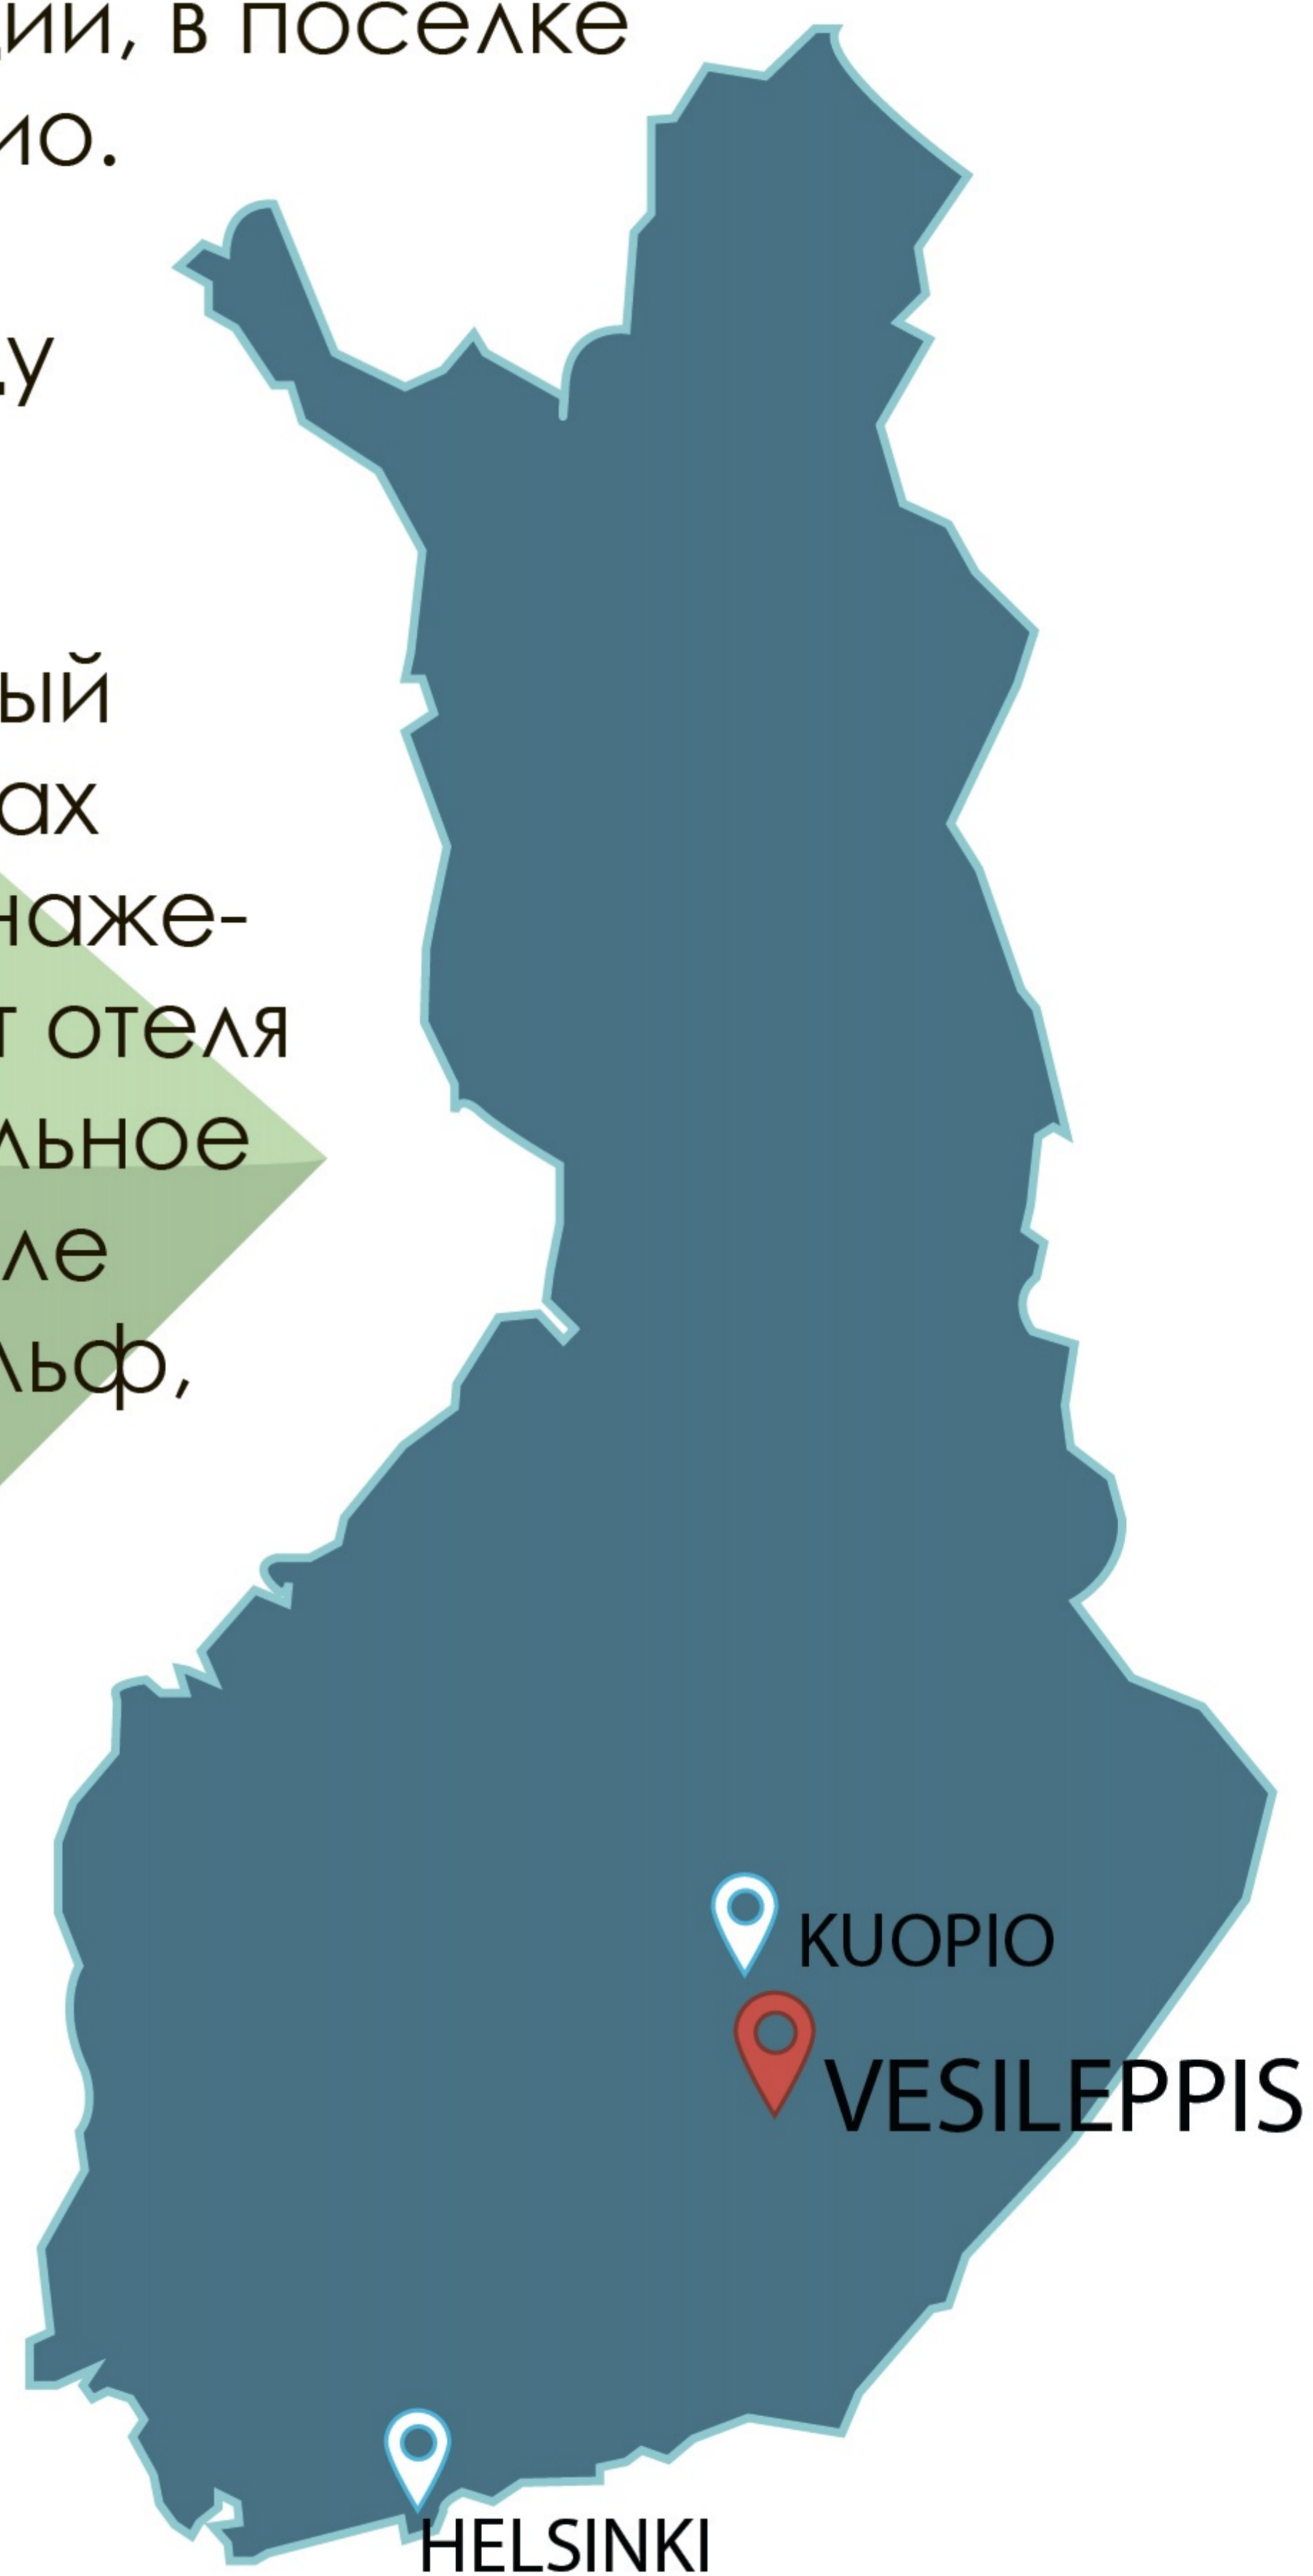 ии, в поселке
ио.
у
ый
ах
наже-
т отеля
льное
ле
льф,
KUOPIO
VESILEPPIS
HELSINKI